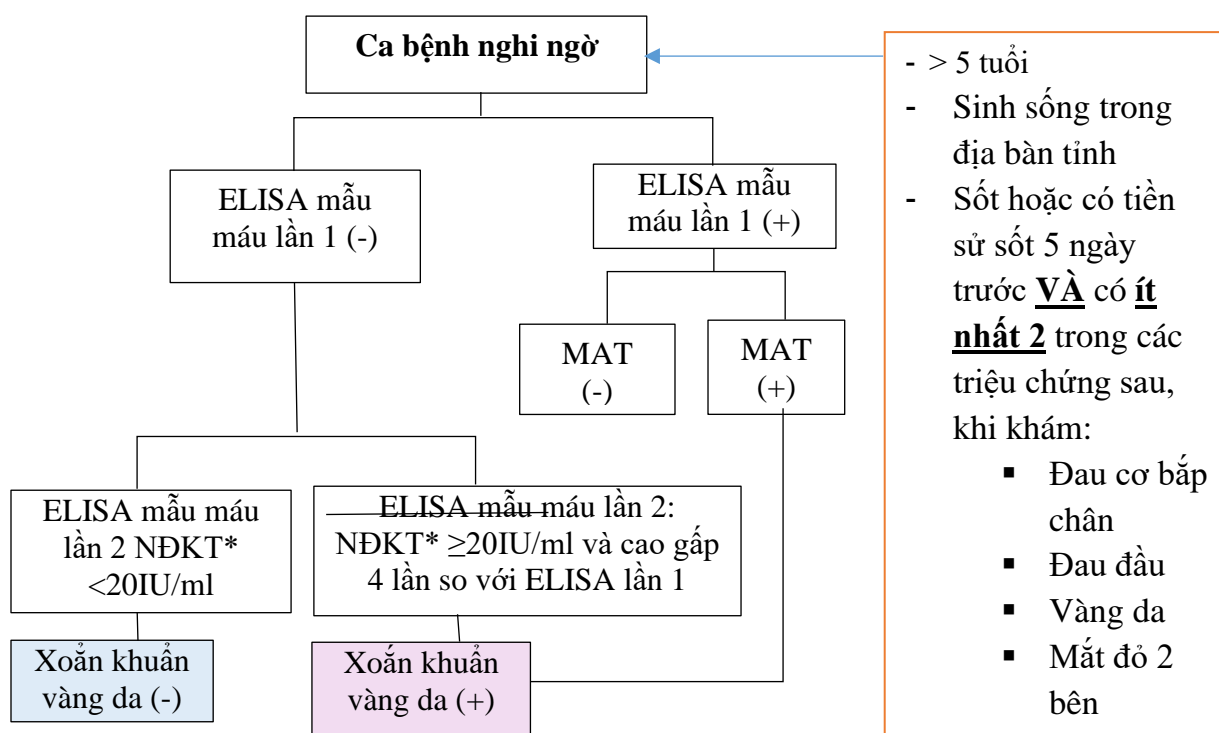 Ca bệnh nghi ngờ
ELISA mẫu
máu lần 1 (-)
ELISA mẫu
máu lần 1 (+)
MAT
(-)
MAT
(+)
ELISA mẫu máu
lần 2 NĐKT*
<20IU/ml
ELISA mẫu máu lần 2:
NĐKT* ≥20IU/ml và cao gấp
4 lần so với ELISA lần 1
Xoẳn khuẩn
vàng da (-)
Xoắn khuẩn
vàng da (+)
- > 5 tuổi
- Sinh sống trong
địa bàn tỉnh
- Sốt hoặc có tiền
sử sốt 5 ngày
trước VÀ có ít
nhất 2 trong các
triệu chứng sau,
khi khám:
▪ Đau cơ bắp
chân
▪ Đau đầu
▪ Vàng da
▪ Mắt đỏ 2
bên